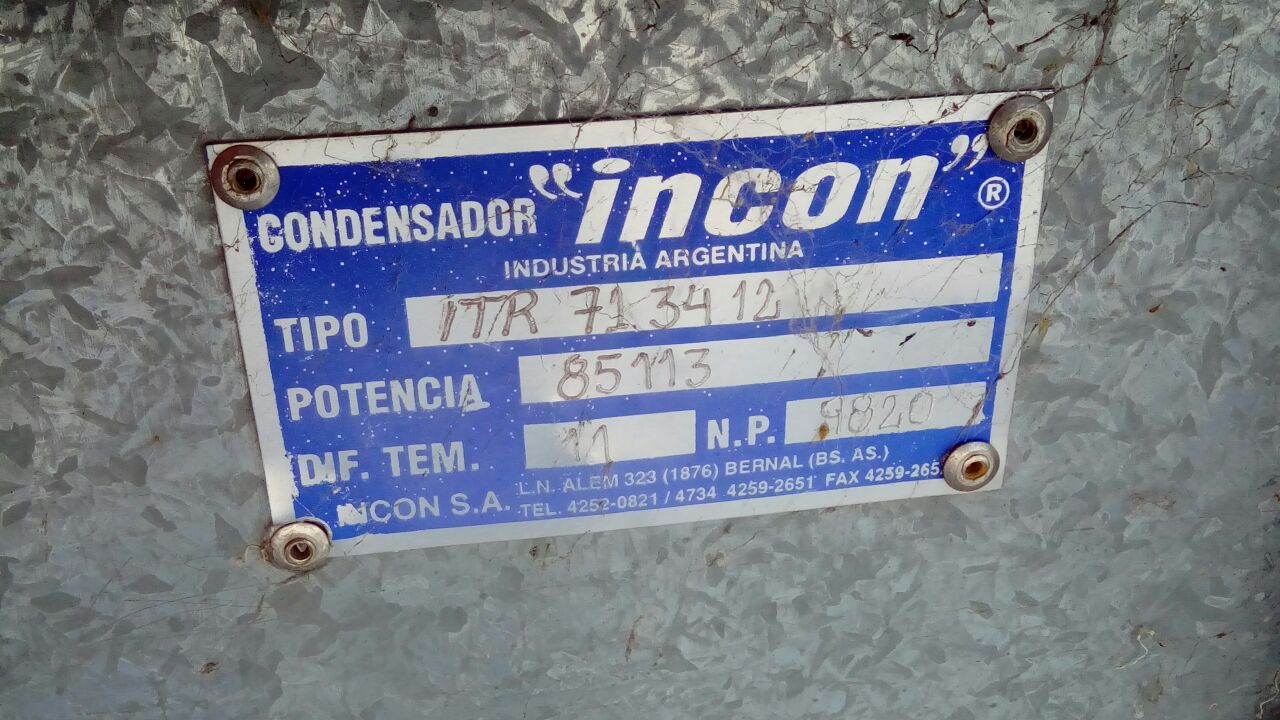 CONDENSADOR "incon" ®
INDUSTRIA ARGENTINA
TIPO ITR 71 34 12
POTENCIA 85113
DIF. TEM. 11 N.P. 9820
INCON S.A. L.N. ALEM 323 (1876) BERNAL (BS. AS.)
TEL. 4252-0821 / 4734 4259-2651 FAX 4259-265